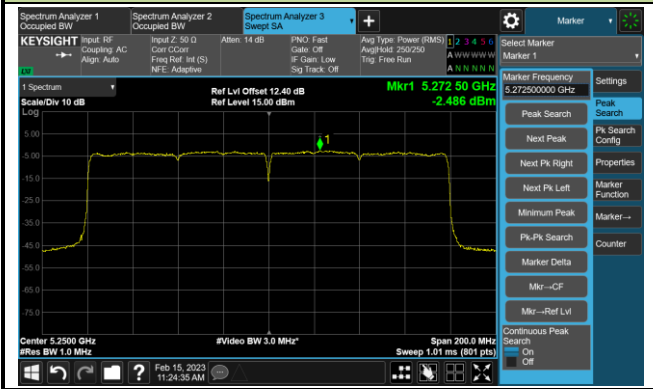 Spectrum Analyzer 1
Occupied BW
Spectrum Analyzer 2
Occupied BW
Spectrum Analyzer 3
Swept SA
+
Marker
KEYSIGHT
Input: RF
Coupling: AC
Align: Auto
Input Z: 50 Ω
Corr CCorr
Freq Ref: Int (S)
NFE: Adaptive
Atten: 14 dB
PNO: Fast
Gate: Off
IF Gain: Low
Sig Track: Off
Avg Type: Power (RMS)
Avg|Hold: 250/250
Trig: Free Run
1 2 3 4 5 6
A W W W W W
A N N N N N
Select Marker
Marker 1
LXI
1 Spectrum
Scale/Div 10 dB
Log
Ref Lvl Offset 12.40 dB
Ref Level 15.00 dBm
Mkr1 5.272 50 GHz
-2.486 dBm
5.00
-5.00
-15.0
-25.0
-35.0
-45.0
-55.0
-65.0
-75.0
1
Center 5.2500 GHz
#Res BW 1.0 MHz
#Video BW 3.0 MHz*
Span 200.0 MHz
Sweep 1.01 ms (801 pts)
Marker Frequency
5.272500000 GHz
Peak Search
Next Peak
Next Pk Right
Next Pk Left
Minimum Peak
Pk-Pk Search
Marker Delta
Mkr→CF
Mkr→Ref Lvl
Continuous Peak
Search
On
Off
Settings
Peak
Search
Pk Search
Config
Properties
Marker
Function
Marker→
Counter
?
Feb 15, 2023
11:24:35 AM